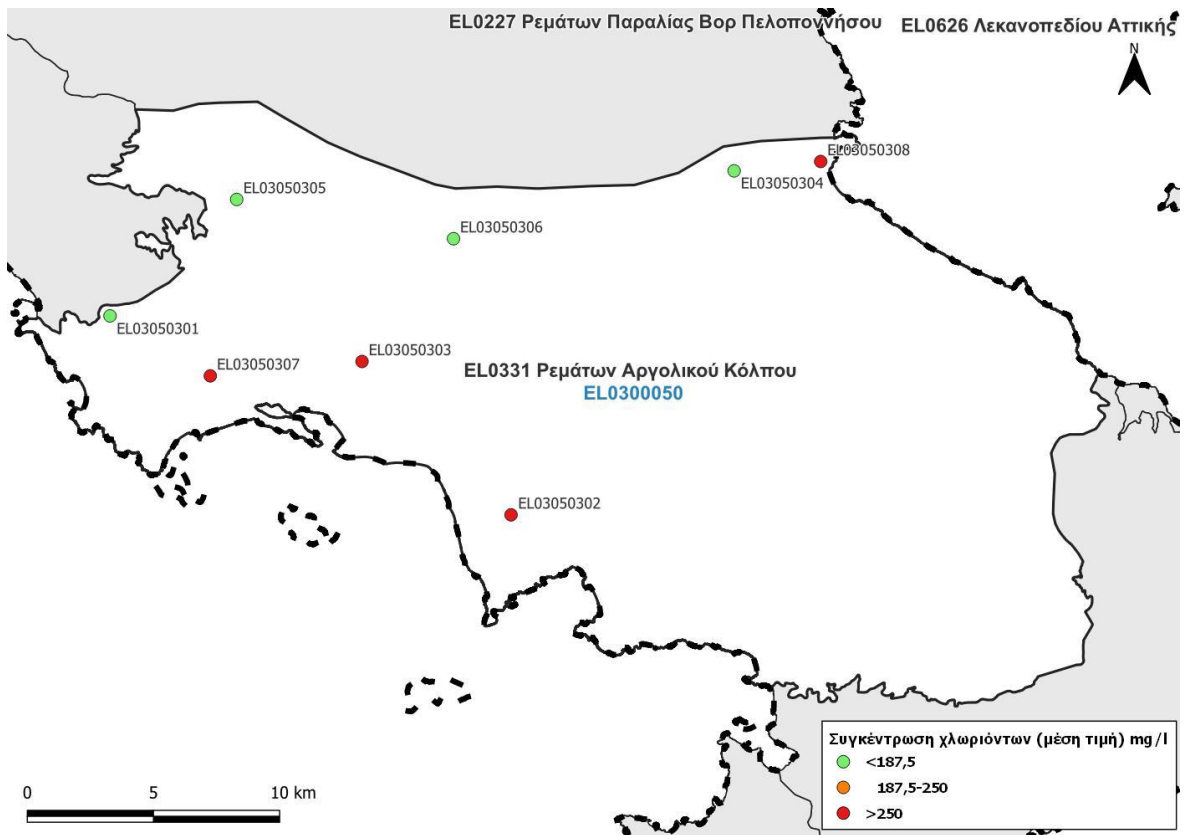 EL0227 Ρεμάτων Παραλίας Βορ Πελοποννήσου
EL0626 Λεκανοπεδίου Αττικής
N
EL03050308
EL03050304
EL03050305
EL03050306
EL03050301
EL03050303
EL03050307
EL0331 Ρεμάτων Αργολικού Κόλπου
EL0300050
EL03050302
Συγκέντρωση χλωριόντων (μέση τιμή) mg/l
<187,5
187,5-250
>250
0 5 10 km